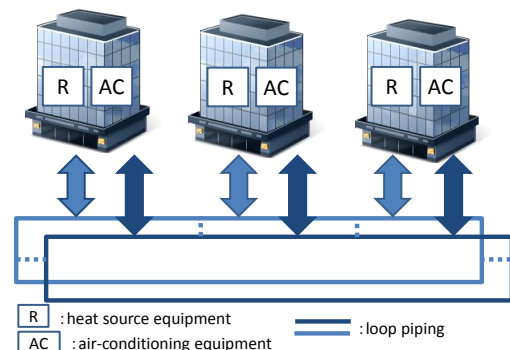 R AC R AC R AC
R : heat source equipment
: loop piping
AC : air-conditioning equipment